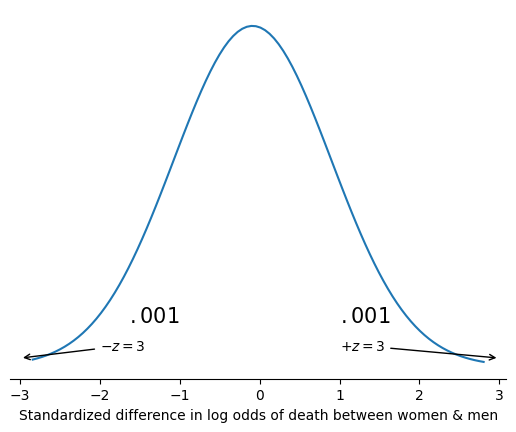 .001 .001
−z = 3 +z = 3
−3 −2 −1 0 1 2 3
Standardized difference in log odds of death between women & men